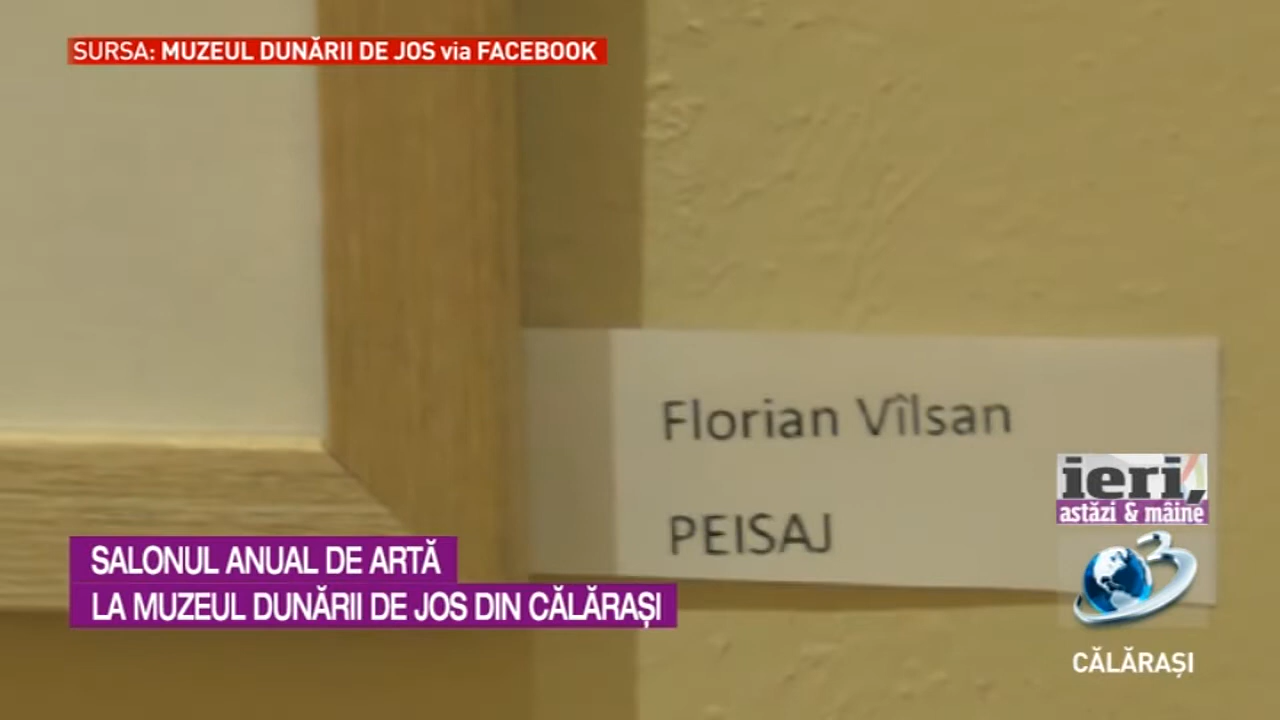 SURSA: MUZEUL DUNĂRII DE JOS via FACEBOOK
Florian Vîlsan
PEISAJ
ieri,
astăzi & mâine
SALONUL ANUAL DE ARTĂ
LA MUZEUL DUNĂRII DE JOS DIN CĂLĂRAȘI
3
CĂLĂRAȘI